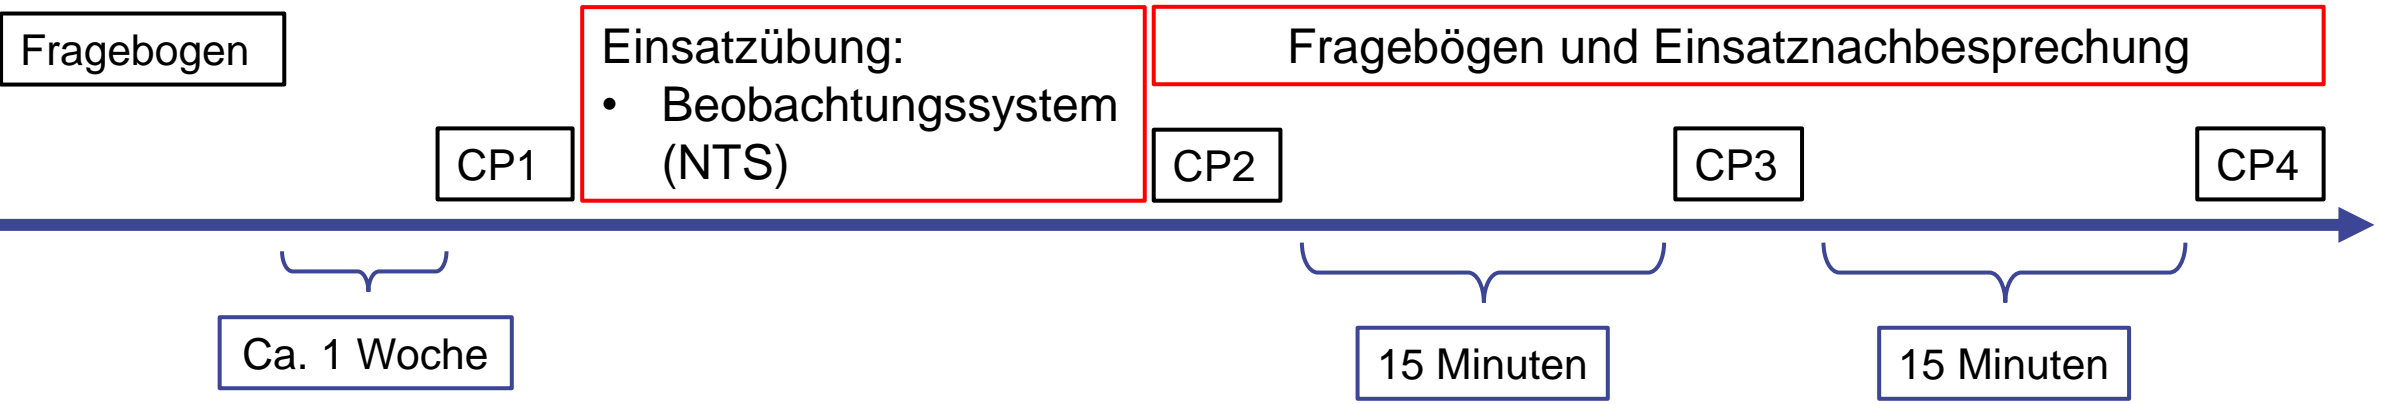 Fragebogen
Einsatzübung:
• Beobachtungssystem
(NTS)
Fragebögen und Einsatznachbesprechung
CP1
CP2
CP3
CP4
Ca. 1 Woche
15 Minuten
15 Minuten